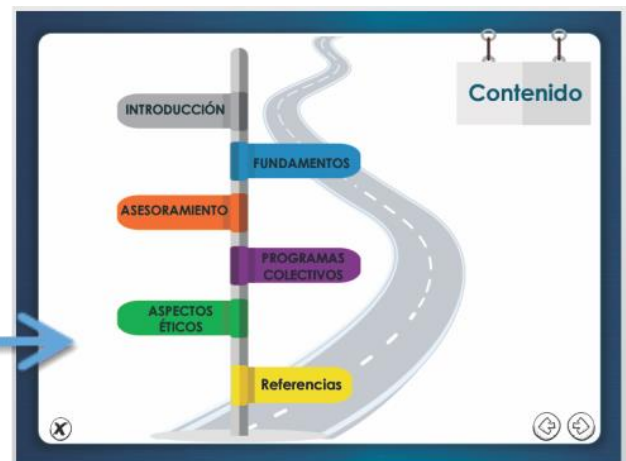 Contenido
INTRODUCCIÓN
FUNDAMENTOS
ASESORAMIENTO
PROGRAMAS
COLECTIVOS
ASPECTOS
ÉTICOS
Referencias
X